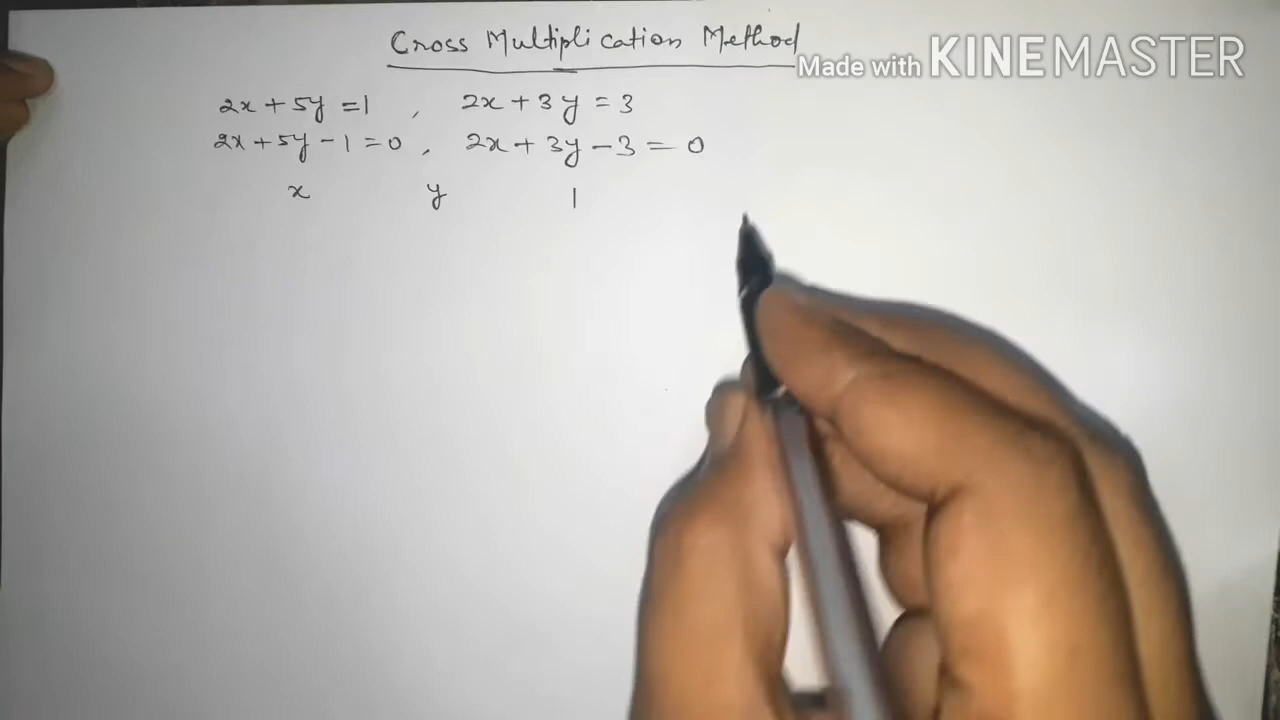 Cross Multiplication Method
Made with KINEMASTER
2x + 5y = 1 , 2x + 3y = 3
2x + 5y - 1 = 0 , 2x + 3y - 3 = 0
x y 1